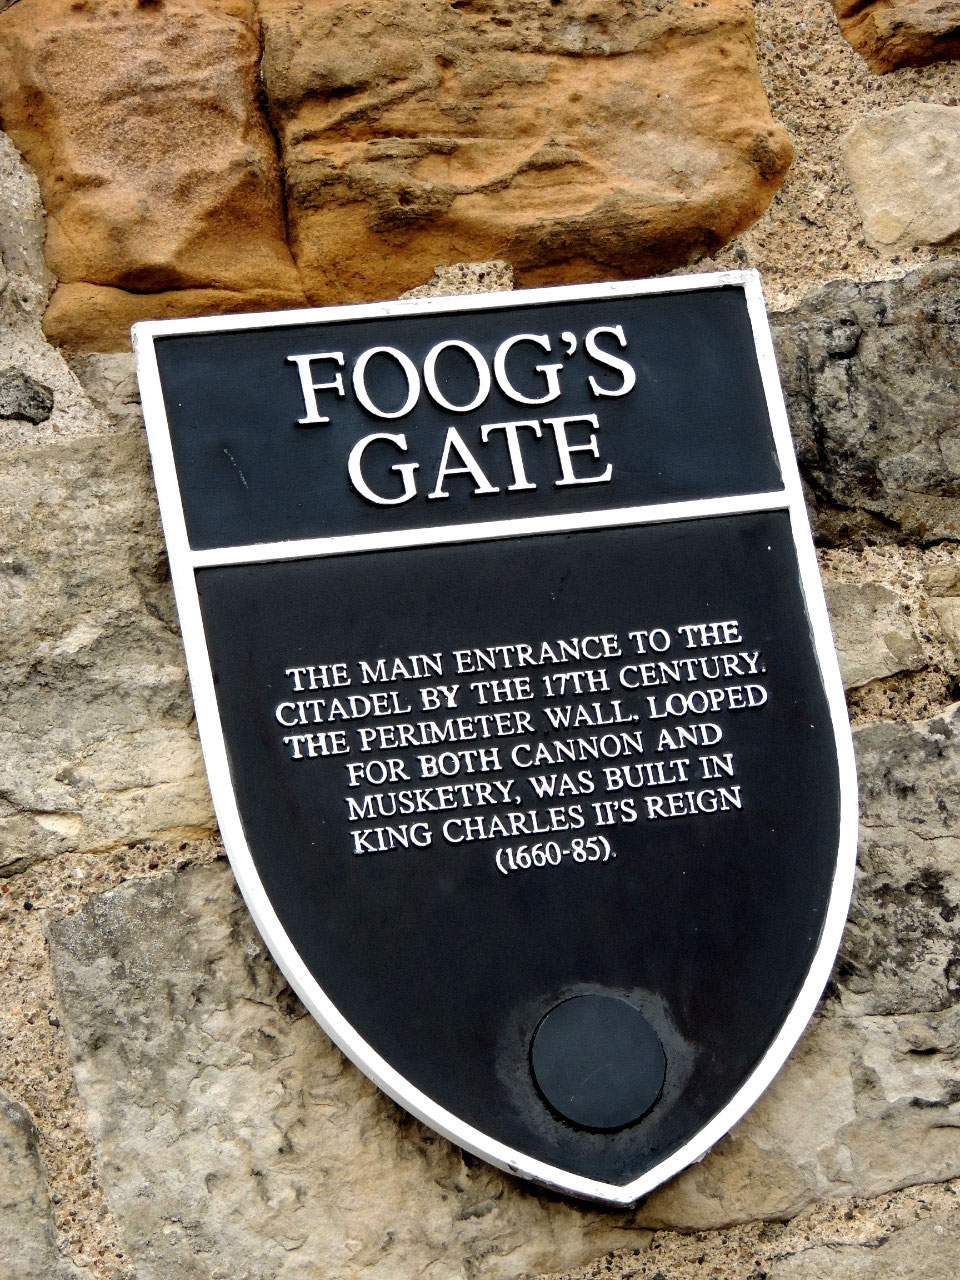 FOOG'S
GATE
THE MAIN ENTRANCE TO THE
CITADEL BY THE 17TH CENTURY.
THE PERIMETER WALL, LOOPED
FOR BOTH CANNON AND
MUSKETRY, WAS BUILT IN
KING CHARLES II'S REIGN
(1660-85).